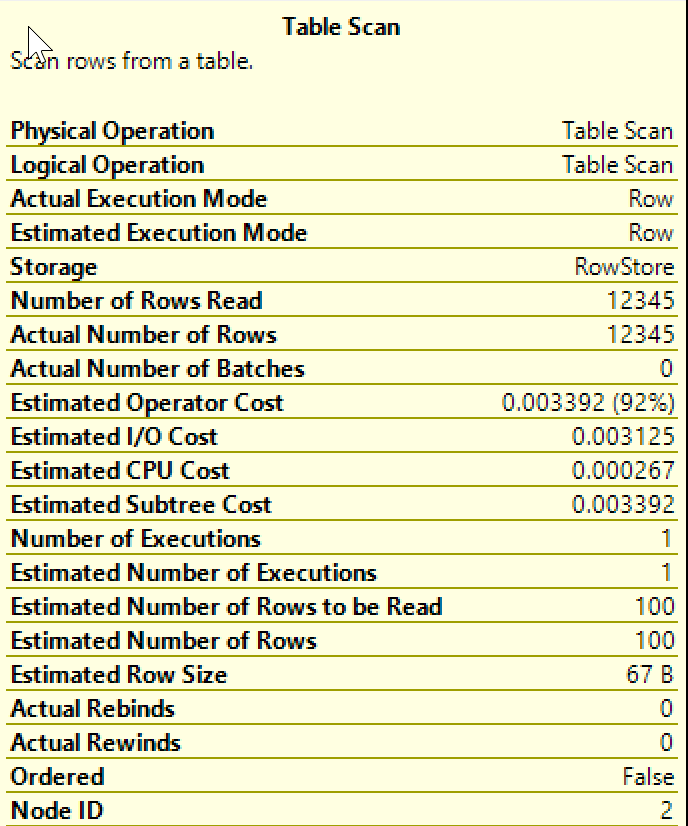 Table Scan
Scan rows from a table.
Physical Operation Table Scan
Logical Operation Table Scan
Actual Execution Mode Row
Estimated Execution Mode Row
Storage RowStore
Number of Rows Read 12345
Actual Number of Rows 12345
Actual Number of Batches 0
Estimated Operator Cost 0.003392 (92%)
Estimated I/O Cost 0.003125
Estimated CPU Cost 0.000267
Estimated Subtree Cost 0.003392
Number of Executions 1
Estimated Number of Executions 1
Estimated Number of Rows to be Read 100
Estimated Number of Rows 100
Estimated Row Size 67 B
Actual Rebinds 0
Actual Rewinds 0
Ordered False
Node ID 2